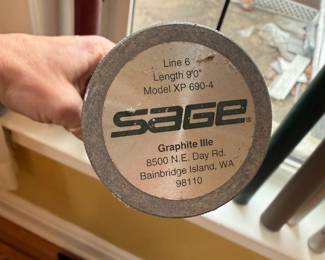 Line 6
Length 9'0"
Model XP 690-4
SAGE®
Graphite IIIe
8500 N.E. Day Rd.
Bainbridge Island, WA
98110